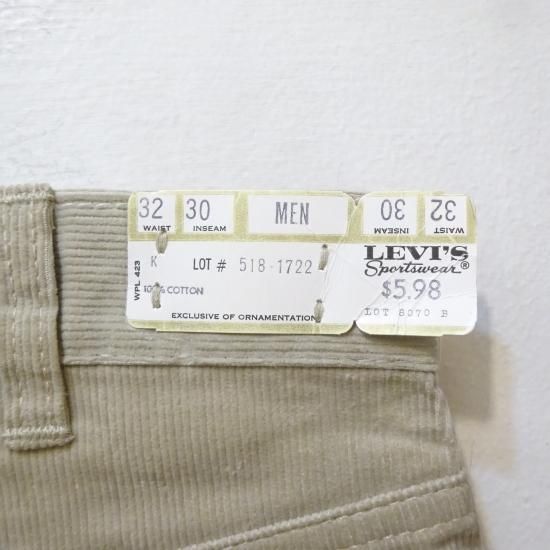 32 WAIST 30 INSEAM MEN
30 INSEAM 32 WAIST
WPL 423
K LOT # 518-1722
100% COTTON
EXCLUSIVE OF ORNAMENTATION
LEVI'S
Sportswear®
$5.98
LOT 8070 B